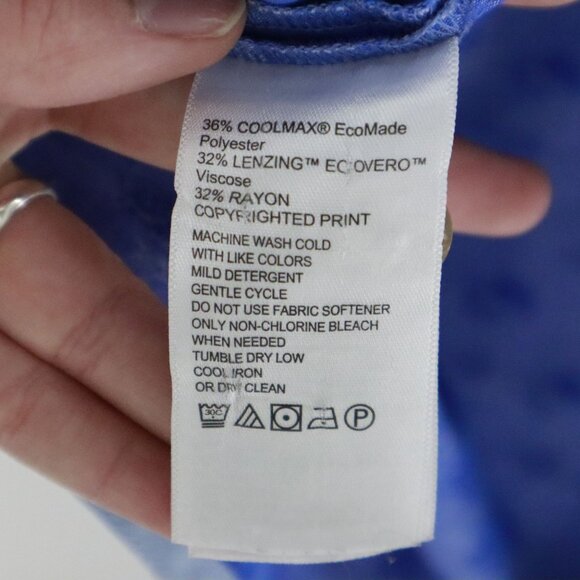 36% COOLMAX® EcoMade
Polyester
32% LENZING™ ECOVERO™
Viscose
32% RAYON
COPYRIGHTED PRINT
MACHINE WASH COLD
WITH LIKE COLORS
MILD DETERGENT
GENTLE CYCLE
DO NOT USE FABRIC SOFTENER
ONLY NON-CHLORINE BLEACH
WHEN NEEDED
TUMBLE DRY LOW
COOL IRON
OR DRY CLEAN
30C P